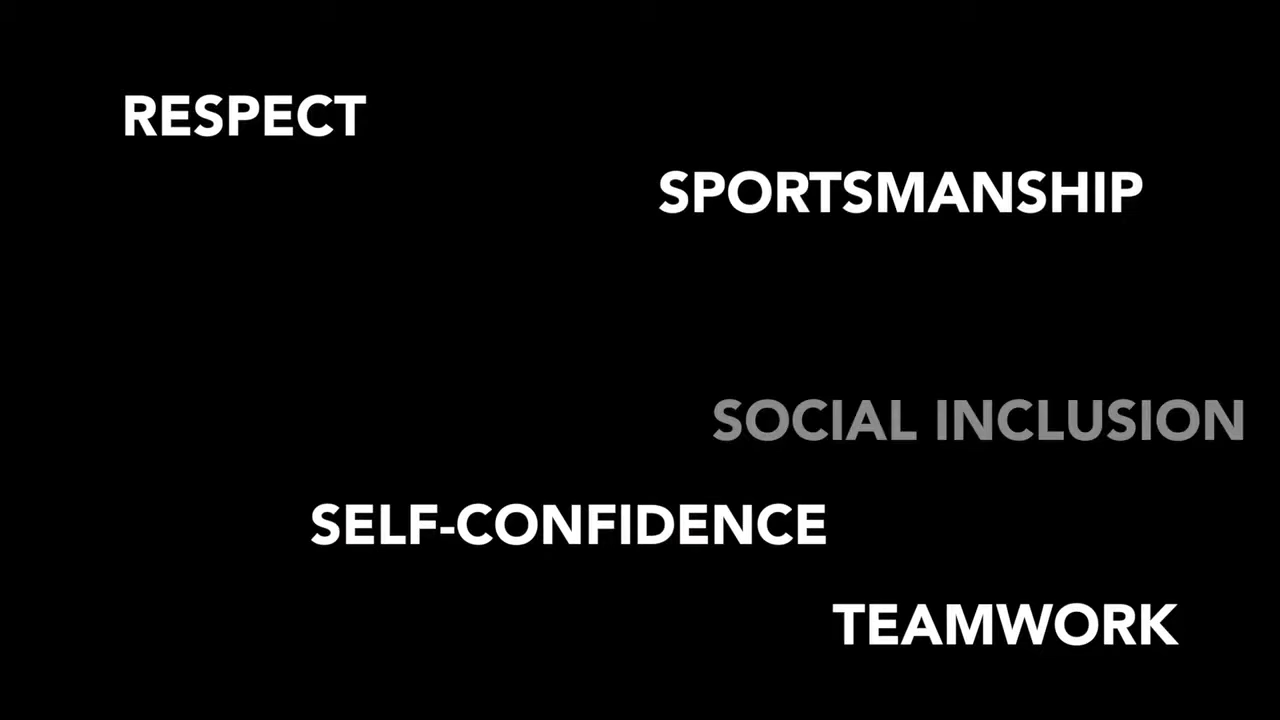 RESPECT
SPORTSMANSHIP
SOCIAL INCLUSION
SELF-CONFIDENCE
TEAMWORK